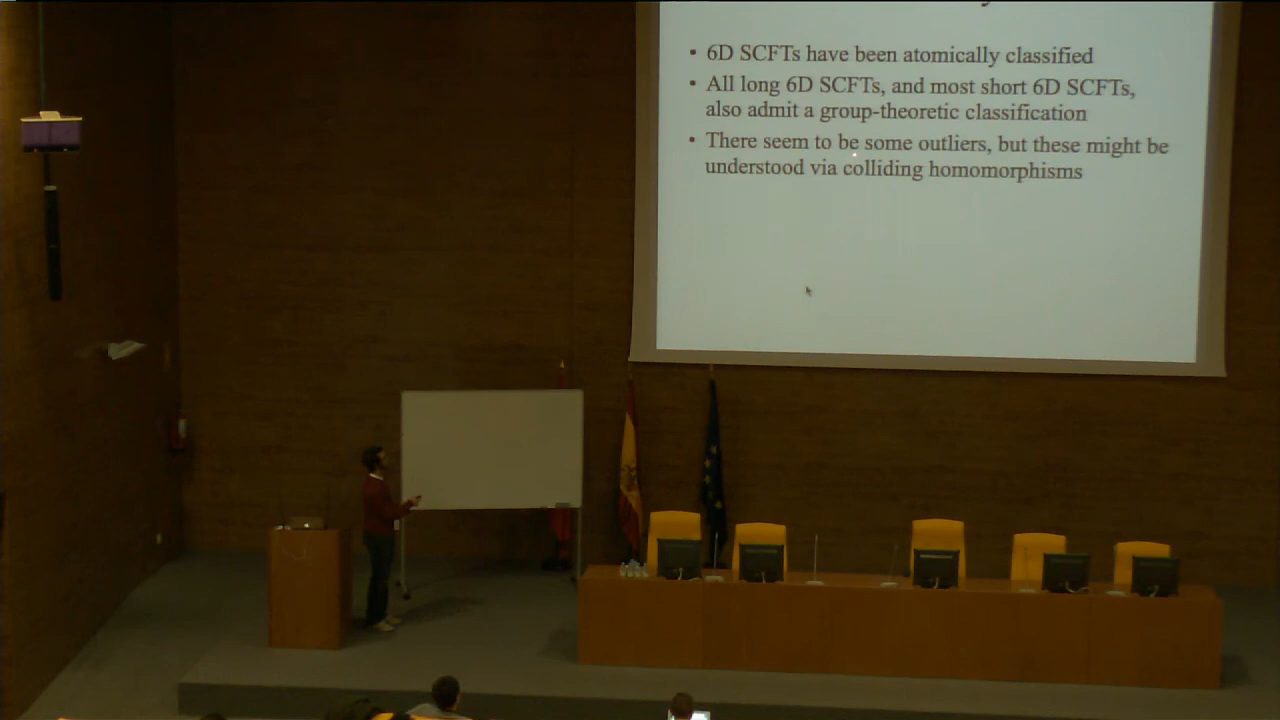 • 6D SCFTs have been atomically classified
• All long 6D SCFTs, and most short 6D SCFTs,
also admit a group-theoretic classification
• There seem to be some outliers, but these might be
understood via colliding homomorphisms